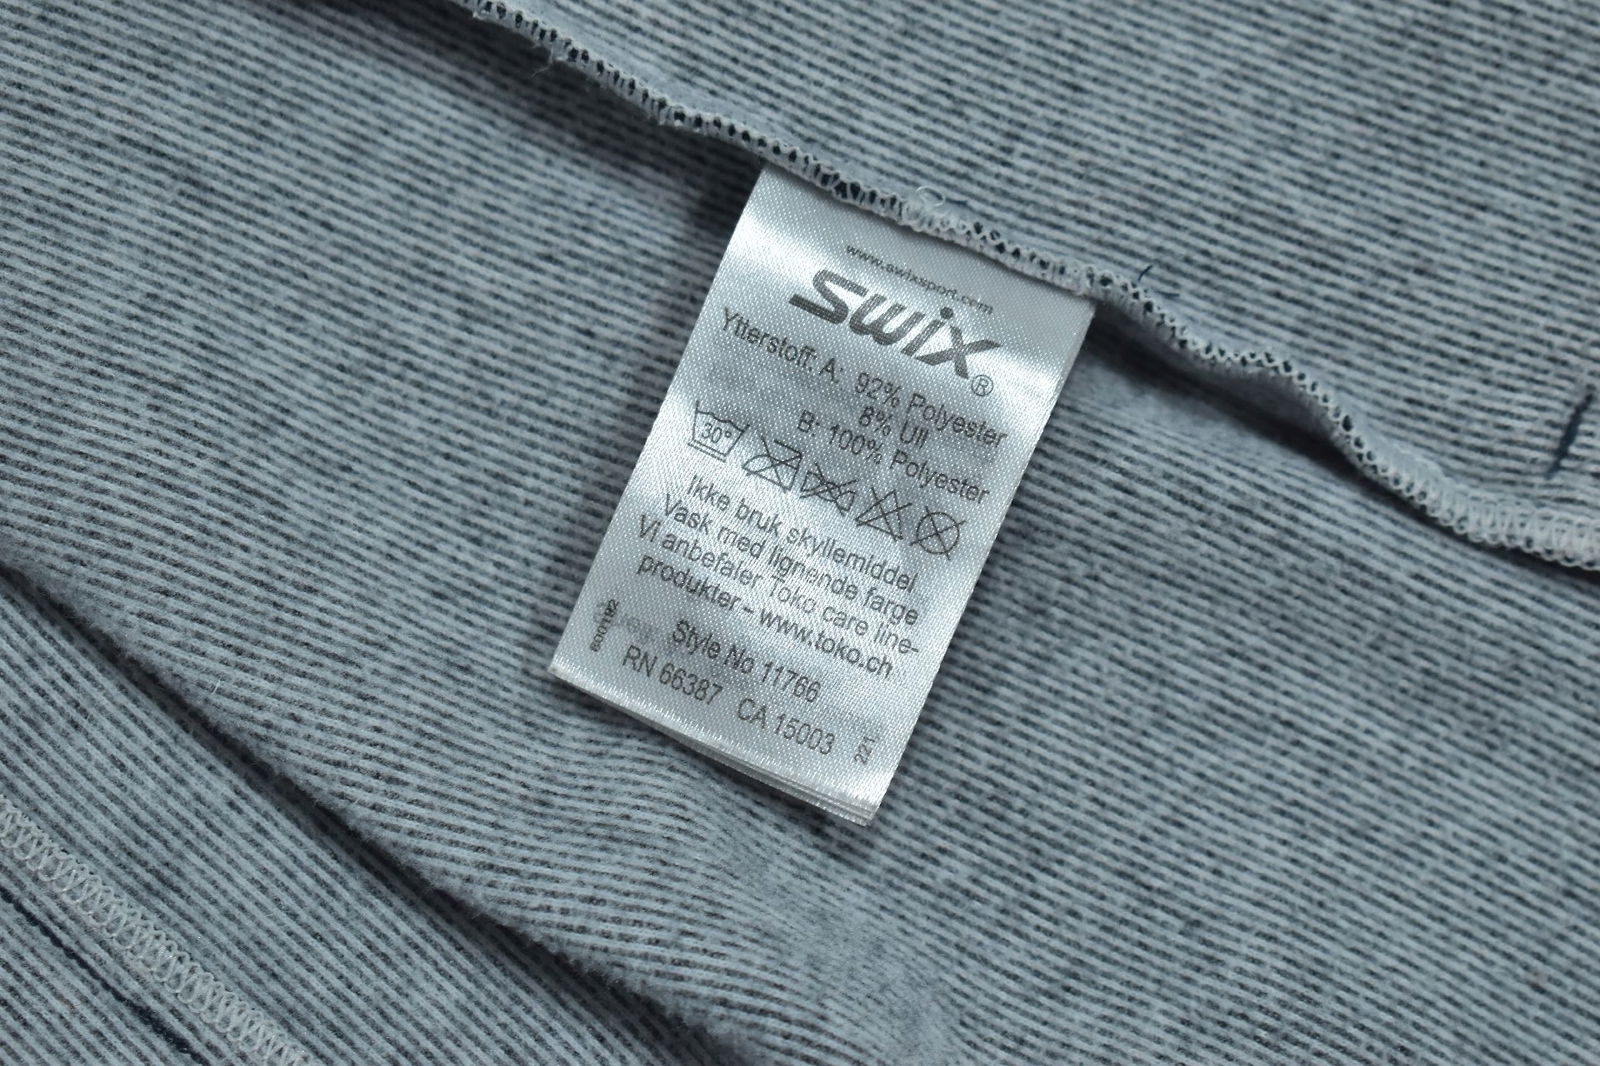 www.swixsport.com
SWIX®
Ytterstoff: A: 92% Polyester
8% Ull
B: 100% Polyester
30°
Ikke bruk skyllemiddel
Vask med lignende farge
Vi anbefaler Toko care line-
produkter – www.toko.ch
Style No 11766
RN 66387 CA 15003